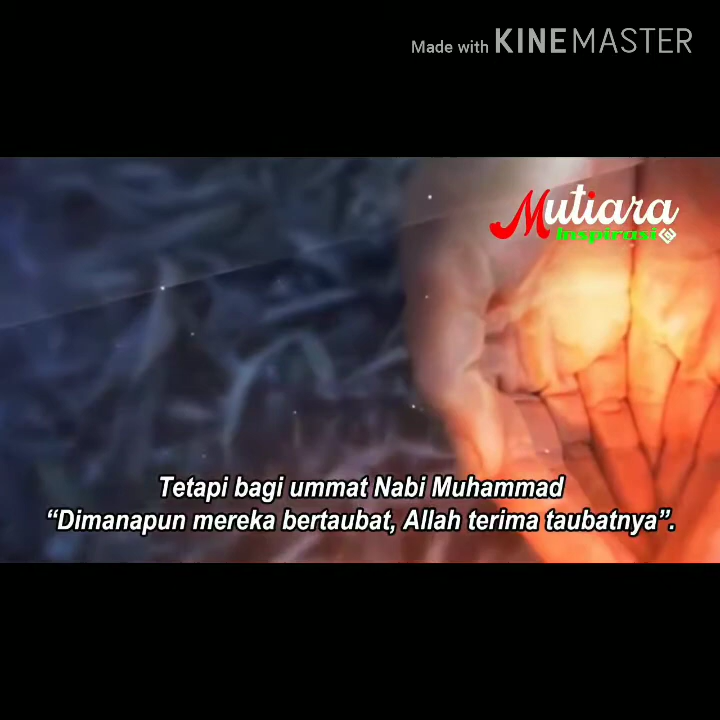 Made with KINEMASTER
Mutiara
Inspirasi
Tetapi bagi ummat Nabi Muhammad
“Dimanapun mereka bertaubat, Allah terima taubatnya”.